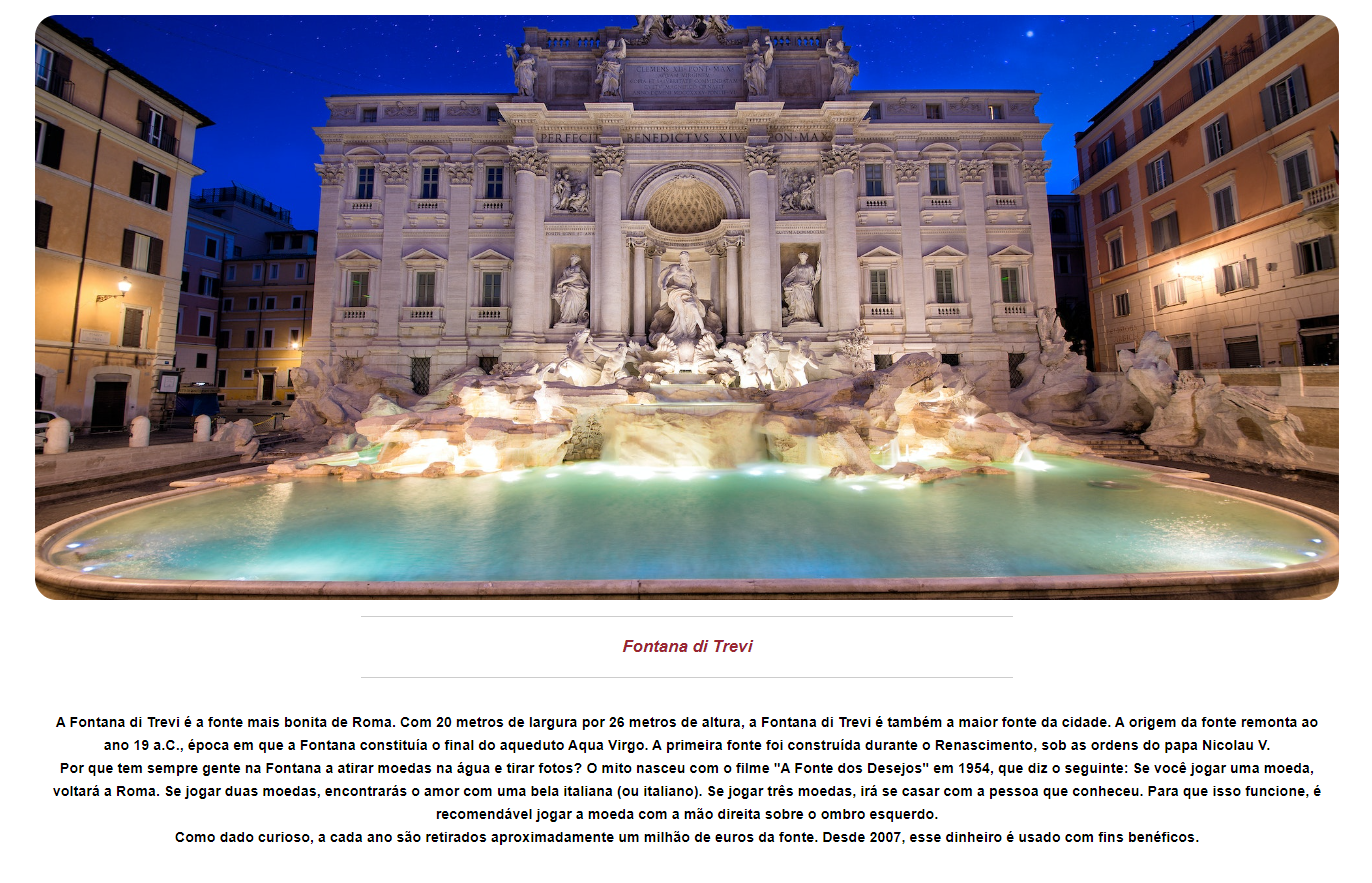 CLEMENS XII PONT MAX
PERFECIT BENEDICTVS XIV PON MAX
Fontana di Trevi
A Fontana di Trevi é a fonte mais bonita de Roma. Com 20 metros de largura por 26 metros de altura, a Fontana di Trevi é também a maior fonte da cidade. A origem da fonte remonta ao
ano 19 a.C., época em que a Fontana constituía o final do aqueduto Aqua Virgo. A primeira fonte foi construída durante o Renascimento, sob as ordens do papa Nicolau V.
Por que tem sempre gente na Fontana a atirar moedas na água e tirar fotos? O mito nasceu com o filme "A Fonte dos Desejos" em 1954, que diz o seguinte: Se você jogar uma moeda,
voltará a Roma. Se jogar duas moedas, encontrarás o amor com uma bela italiana (ou italiano). Se jogar três moedas, irá se casar com a pessoa que conheceu. Para que isso funcione, é
recomendável jogar a moeda com a mão direita sobre o ombro esquerdo.
Como dado curioso, a cada ano são retirados aproximadamente um milhão de euros da fonte. Desde 2007, esse dinheiro é usado com fins benéficos.